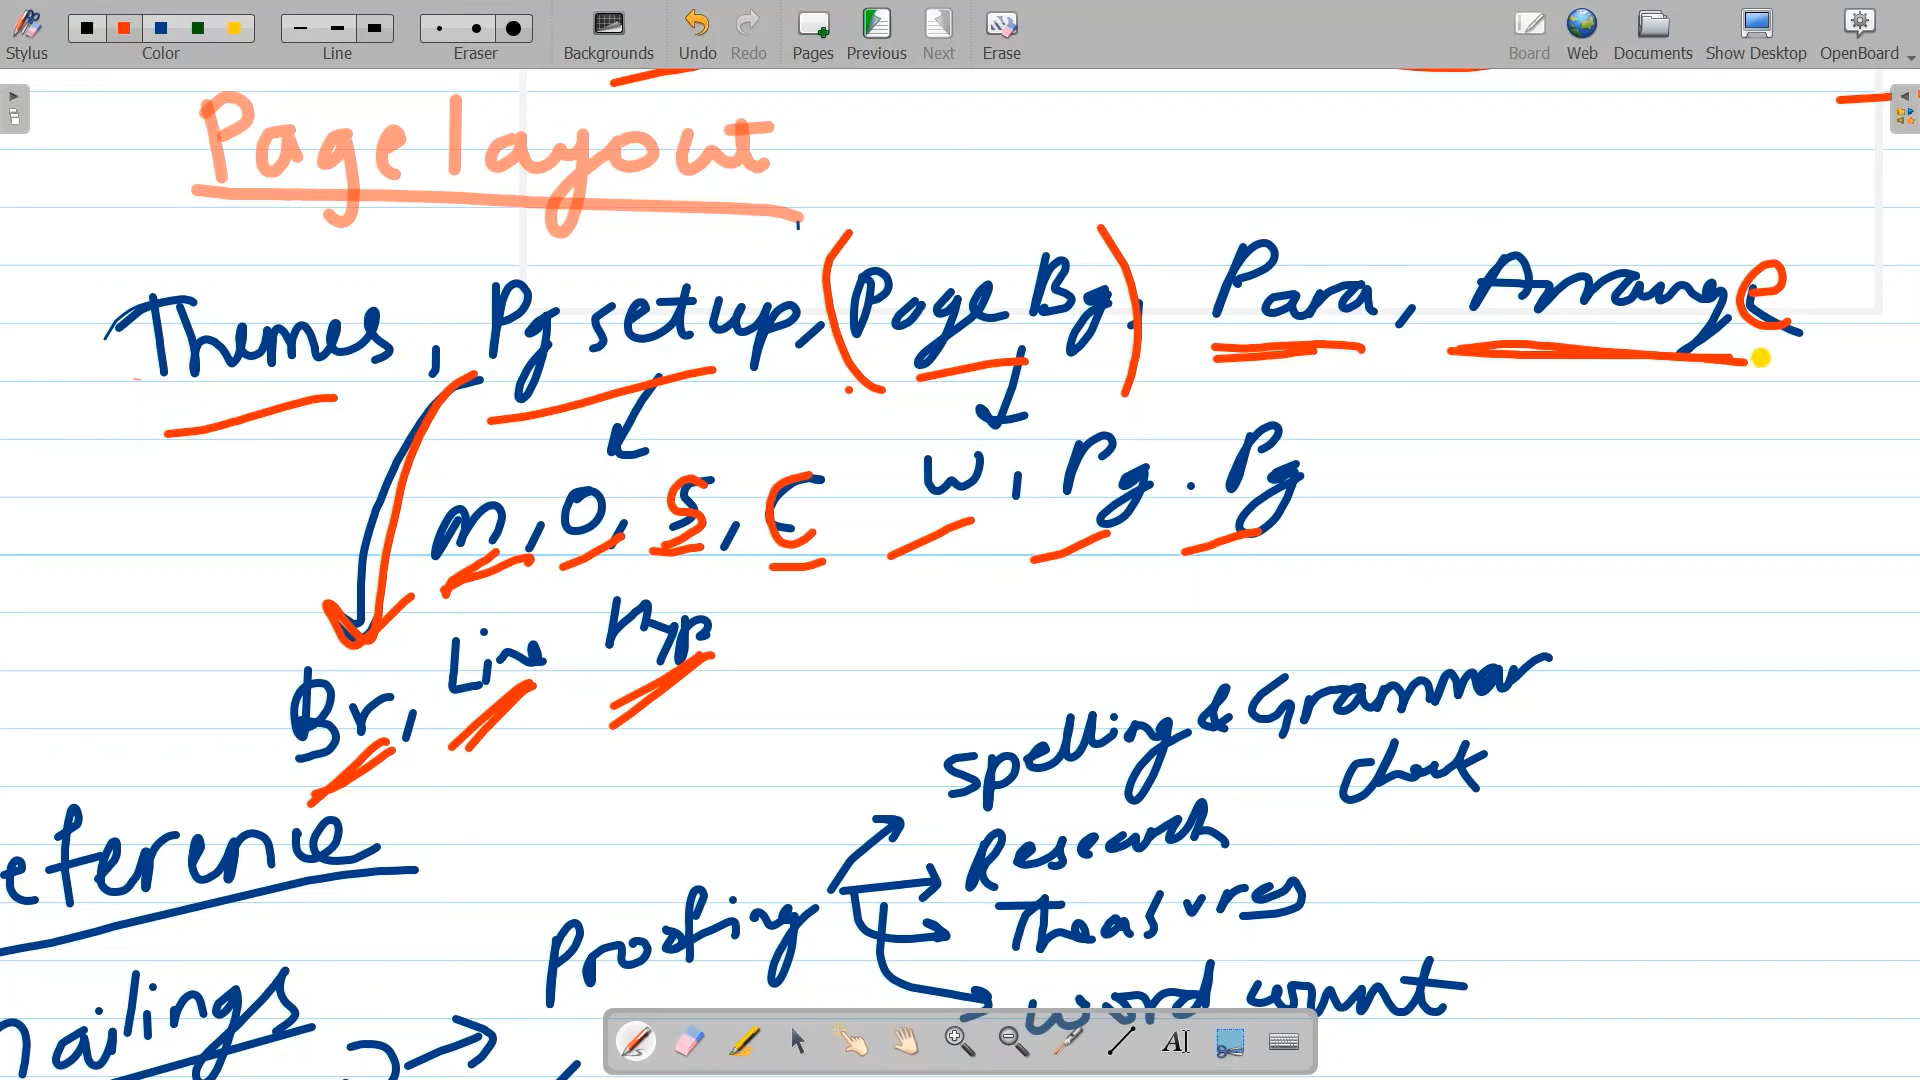 Stylus Color Line Eraser Backgrounds Undo Redo Pages Previous Next Erase Board Web Documents Show Desktop OpenBoard
Page layout
Themes, Pg setup, (Page Bg), Para, Arrange
m, O, S, C
W, Pg. Pg
Br, Line Hyp
Spelling & Grammar
check
eference
Research
Proofing
Theasures
ailings
word count